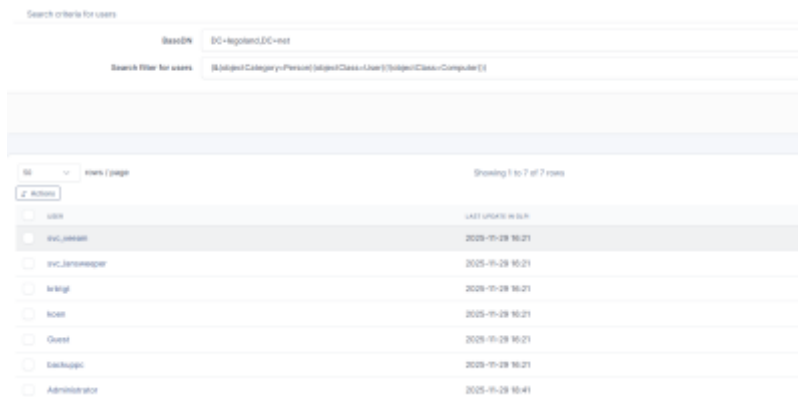 Search criteria for users
BaseDN DC=legoland,DC=net
Search filter for users (&(objectCategory=Person)(objectClass=User)(!(objectClass=Computer)))
50 rows / page Showing 1 to 7 of 7 rows
Actions
USER LAST UPDATE IN GLPI
svc_veeam 2025-11-29 16:21
svc_lansweeper 2025-11-29 16:21
krbtgt 2025-11-29 16:21
koen 2025-11-29 16:21
Guest 2025-11-29 16:21
backuppc 2025-11-29 16:21
Administrator 2025-11-29 16:41